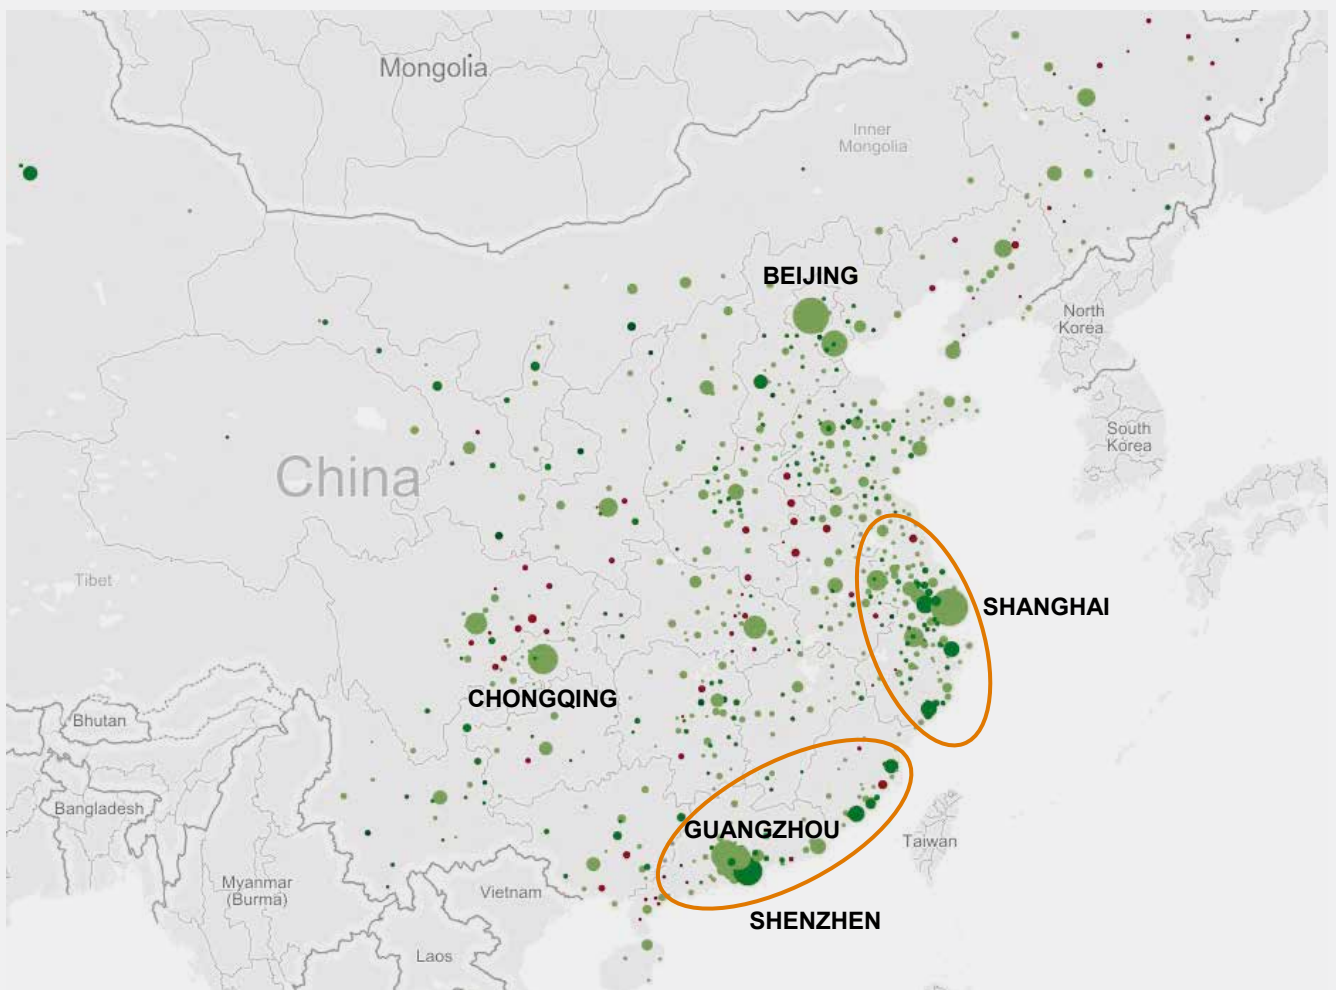 Mongolia
Inner
Mongolia
BEIJING
North
Korea
South
Korea
China
Tibet
SHANGHAI
CHONGQING
Bhutan
Bangladesh
GUANGZHOU
Taiwan
Myanmar
(Burma)
Vietnam
SHENZHEN
Laos